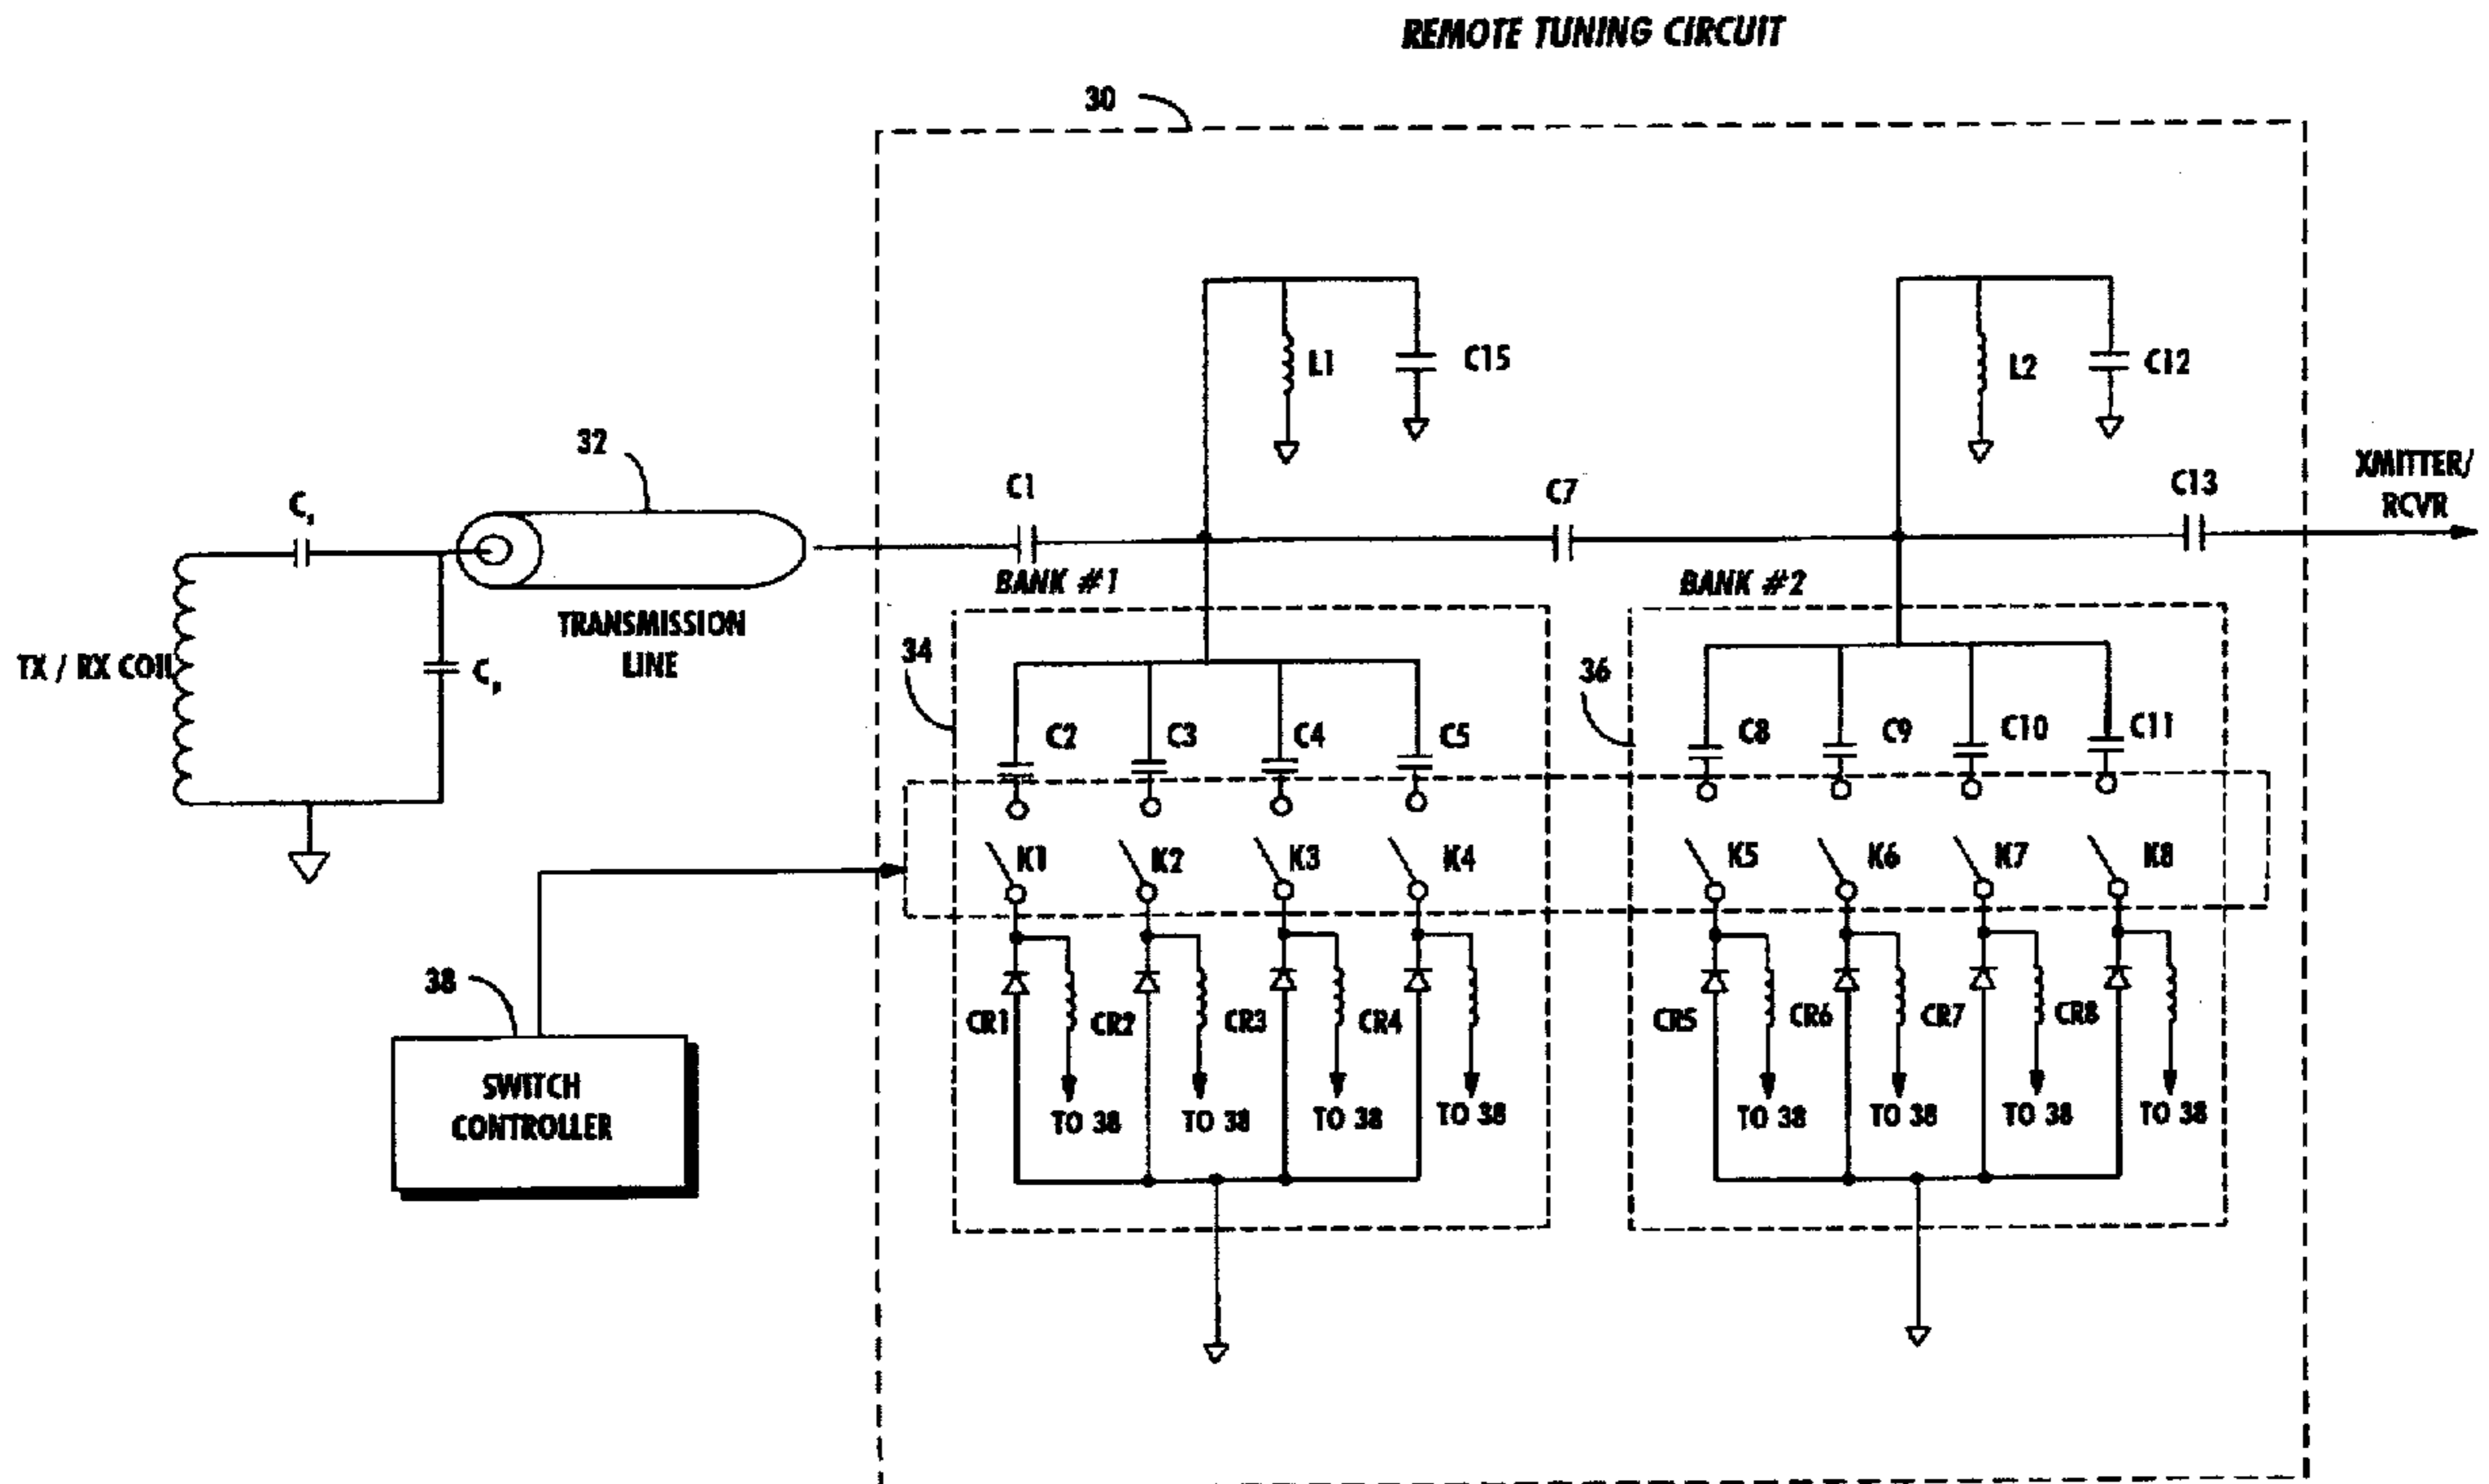 REMOTE TUNING CIRCUIT
30
32
L1
C15
L2
C12
XMITTER/
RCVR
Cs
C1
C7
C13
TRANSMISSION
LINE
BANK #1
BANK #2
TX / RX COIL
Cp
34
36
C2
C3
C4
C5
C8
C9
C10
C11
K1
K2
K3
K4
K5
K6
K7
K8
38
CR1
CR2
CR3
CR4
CR5
CR6
CR7
CR8
SWITCH
CONTROLLER
TO 38
TO 38
TO 38
TO 38
TO 38
TO 38
TO 38
TO 38